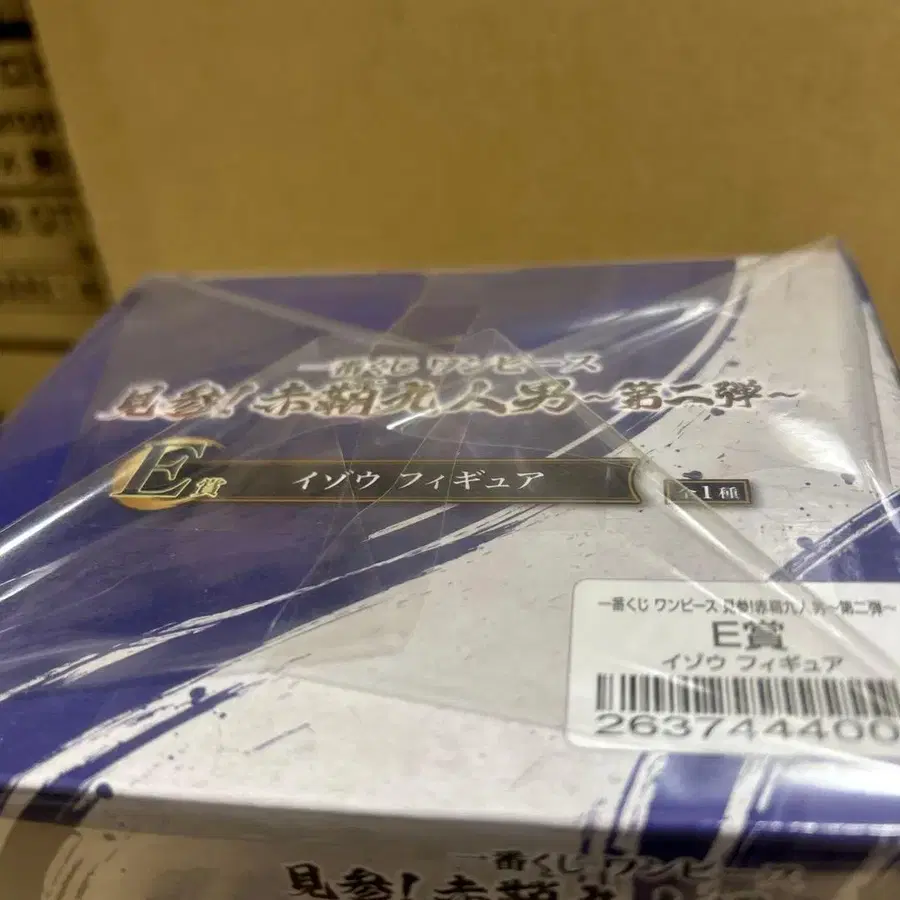 一番くじ ワンピース
見参!赤鞘九人男~第二弾~
E賞
イゾウ フィギュア
全1種
一番くじ ワンピース 見参!赤鞘九人男~第二弾~
E賞
イゾウ フィギュア
263744400
一番くじ ワンピース
見参!赤鞘九